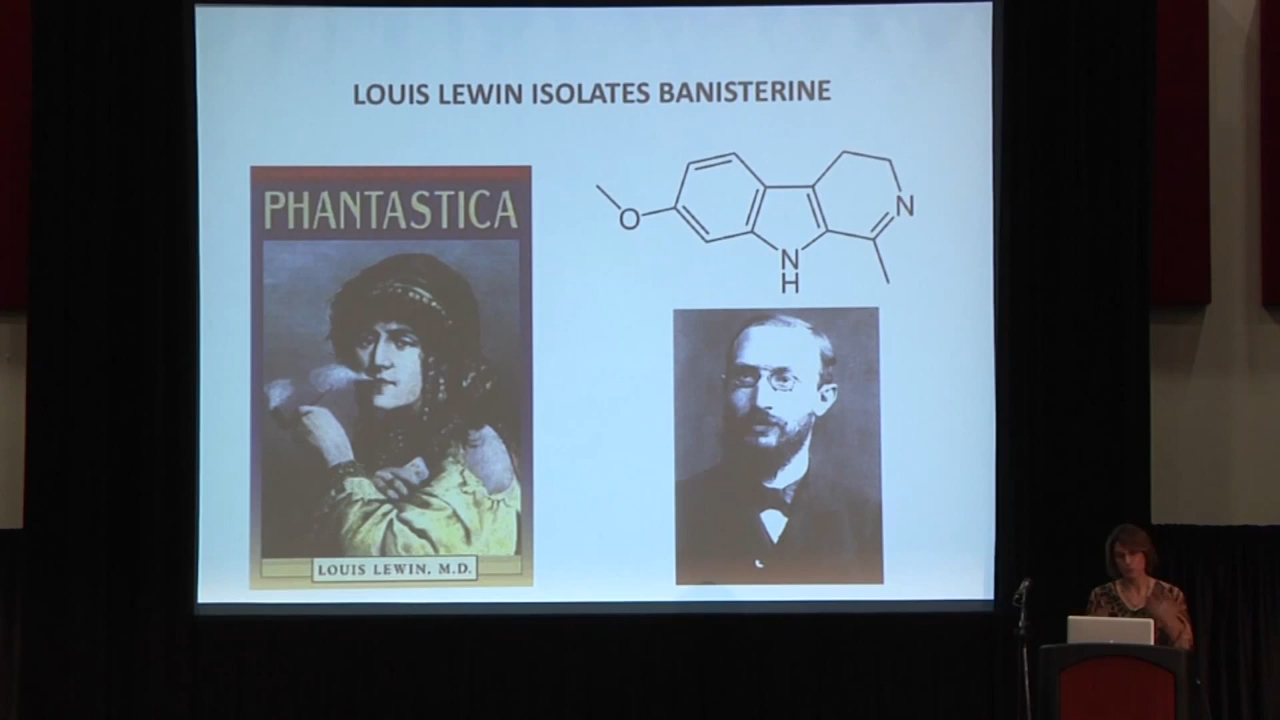 LOUIS LEWIN ISOLATES BANISTERINE
PHANTASTICA
O
N
N
H
LOUIS LEWIN, M.D.